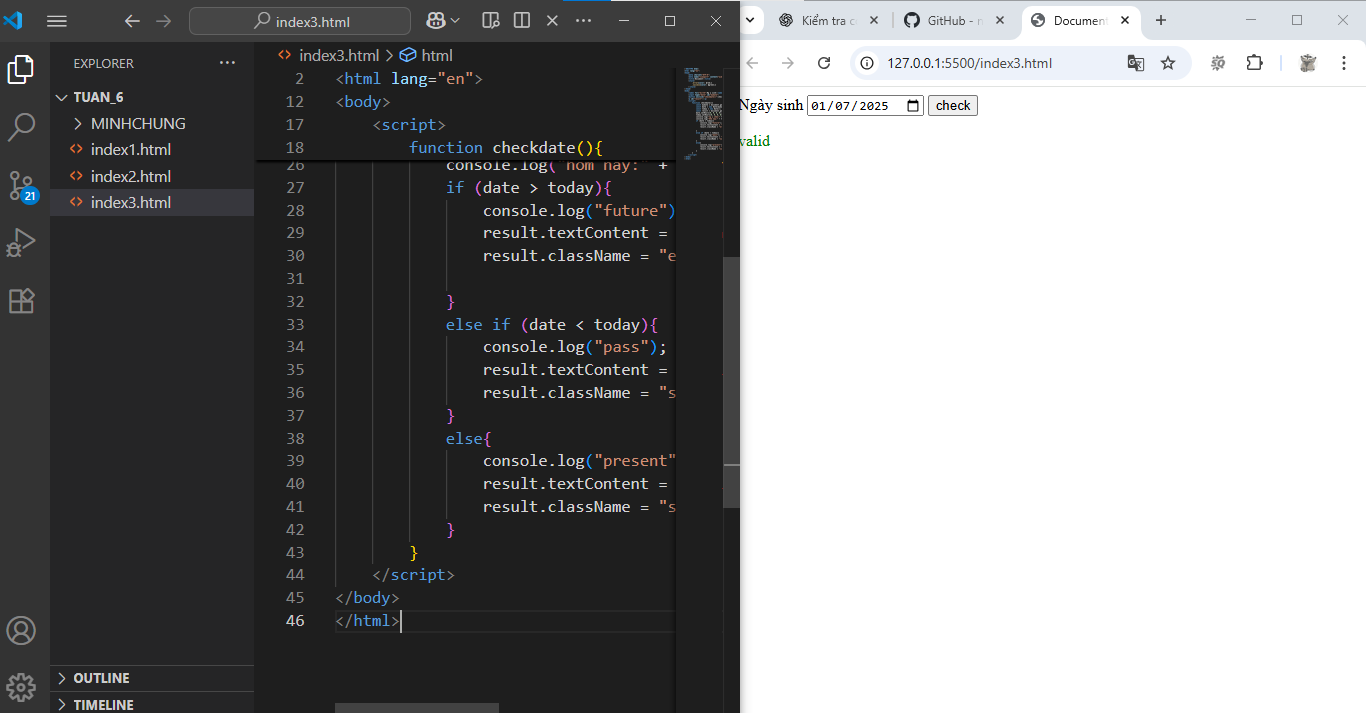 index3.html
EXPLORER
TUAN_6
MINHCHUNG
index1.html
index2.html
index3.html
21
OUTLINE
TIMELINE
index3.html > html
2 <html lang="en">
12 <body>
17 <script>
18 function checkdate(){
26 console.log("hôm nay: " +
27 if (date > today){
28 console.log("future")
29 result.textContent =
30 result.className = "e
31
32 }
33 else if (date < today){
34 console.log("pass");
35 result.textContent =
36 result.className = "s
37 }
38 else{
39 console.log("present"
40 result.textContent =
41 result.className = "s
42 }
43 }
44 </script>
45 </body>
46 </html>
Kiểm tra
GitHub -
Document
127.0.0.1:5500/index3.html
Ngày sinh 01/07/2025 check
valid